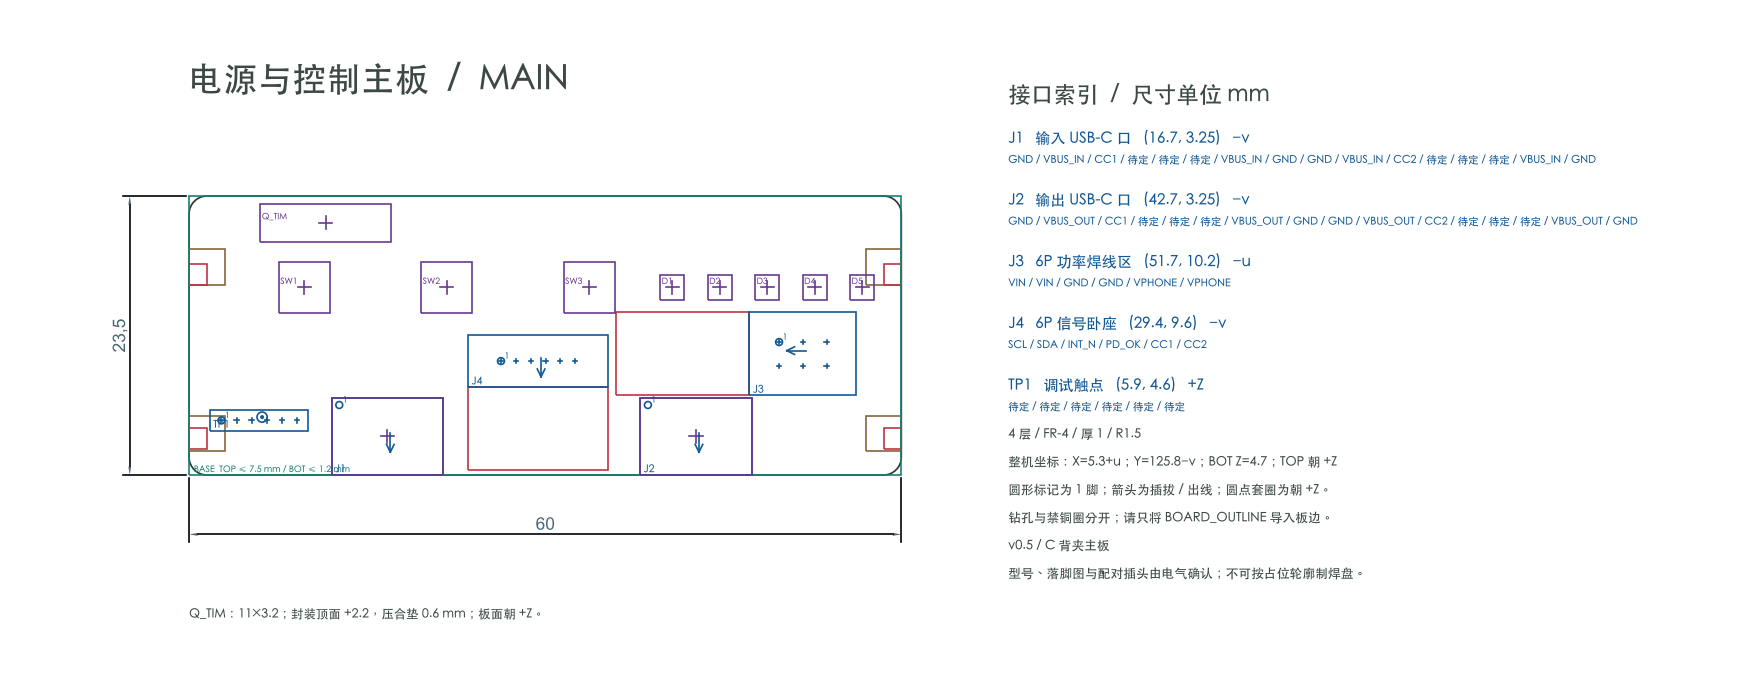 电源与控制主板 / MAIN
Q_TIM
SW1
SW2
SW3
D1
D2
D3
D4
D5
23,5
1
1
J4
J3
1
TP1
1
1
BASE TOP ≤ 7.5 mm / BOT ≤ 1.2 mm
J1
J2
60
Q_TIM：11×3.2；封装顶面 +2.2，压合垫 0.6 mm；板面朝 +Z。
接口索引 / 尺寸单位 mm
J1 输入 USB-C 口 (16.7, 3.25) −v
GND / VBUS_IN / CC1 / 待定 / 待定 / 待定 / VBUS_IN / GND / GND / VBUS_IN / CC2 / 待定 / 待定 / 待定 / VBUS_IN / GND
J2 输出 USB-C 口 (42.7, 3.25) −v
GND / VBUS_OUT / CC1 / 待定 / 待定 / 待定 / VBUS_OUT / GND / GND / VBUS_OUT / CC2 / 待定 / 待定 / 待定 / VBUS_OUT / GND
J3 6P 功率焊线区 (51.7, 10.2) −u
VIN / VIN / GND / GND / VPHONE / VPHONE
J4 6P 信号卧座 (29.4, 9.6) −v
SCL / SDA / INT_N / PD_OK / CC1 / CC2
TP1 调试触点 (5.9, 4.6) +Z
待定 / 待定 / 待定 / 待定 / 待定 / 待定
4 层 / FR-4 / 厚 1 / R1.5
整机坐标：X=5.3+u；Y=125.8−v；BOT Z=4.7；TOP 朝 +Z
圆形标记为 1 脚；箭头为插拔 / 出线；圆点套圈为朝 +Z。
钻孔与禁铜圈分开；请只将 BOARD_OUTLINE 导入板边。
v0.5 / C 背夹主板
型号、落脚图与配对插头由电气确认；不可按占位轮廓制焊盘。